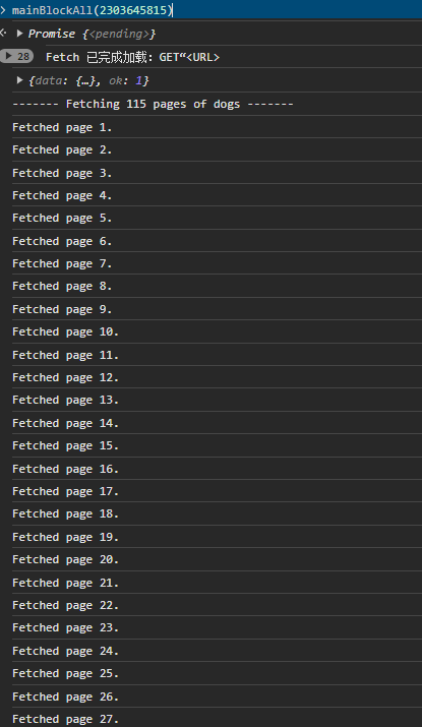 > mainBlockAll(2303645815)
Promise {<pending>}
28 Fetch 已完成加载: GET“<URL>
{data: {…}, ok: 1}
------- Fetching 115 pages of dogs -------
Fetched page 1.
Fetched page 2.
Fetched page 3.
Fetched page 4.
Fetched page 5.
Fetched page 6.
Fetched page 7.
Fetched page 8.
Fetched page 9.
Fetched page 10.
Fetched page 11.
Fetched page 12.
Fetched page 13.
Fetched page 14.
Fetched page 15.
Fetched page 16.
Fetched page 17.
Fetched page 18.
Fetched page 19.
Fetched page 20.
Fetched page 21.
Fetched page 22.
Fetched page 23.
Fetched page 24.
Fetched page 25.
Fetched page 26.
Fetched page 27.